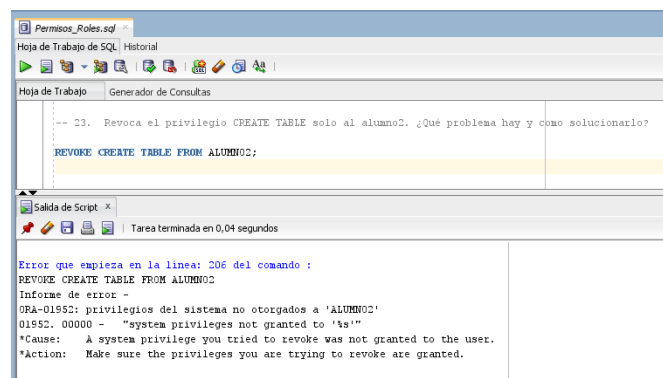 Permisos_Roles.sql
Hoja de Trabajo de SQL Historial
Hoja de Trabajo Generador de Consultas
-- 23. Revoca el privilegio CREATE TABLE solo al alumno2. ¿Qué problema hay y como solucionarlo?
REVOKE CREATE TABLE FROM ALUMNO2;
Salida de Script x
Tarea terminada en 0,04 segundos
Error que empieza en la línea: 206 del comando :
REVOKE CREATE TABLE FROM ALUMNO2
Informe de error -
ORA-01952: privilegios del sistema no otorgados a 'ALUMNO2'
01952. 00000 - "system privileges not granted to '%s'"
*Cause: A system privilege you tried to revoke was not granted to the user.
*Action: Make sure the privileges you are trying to revoke are granted.